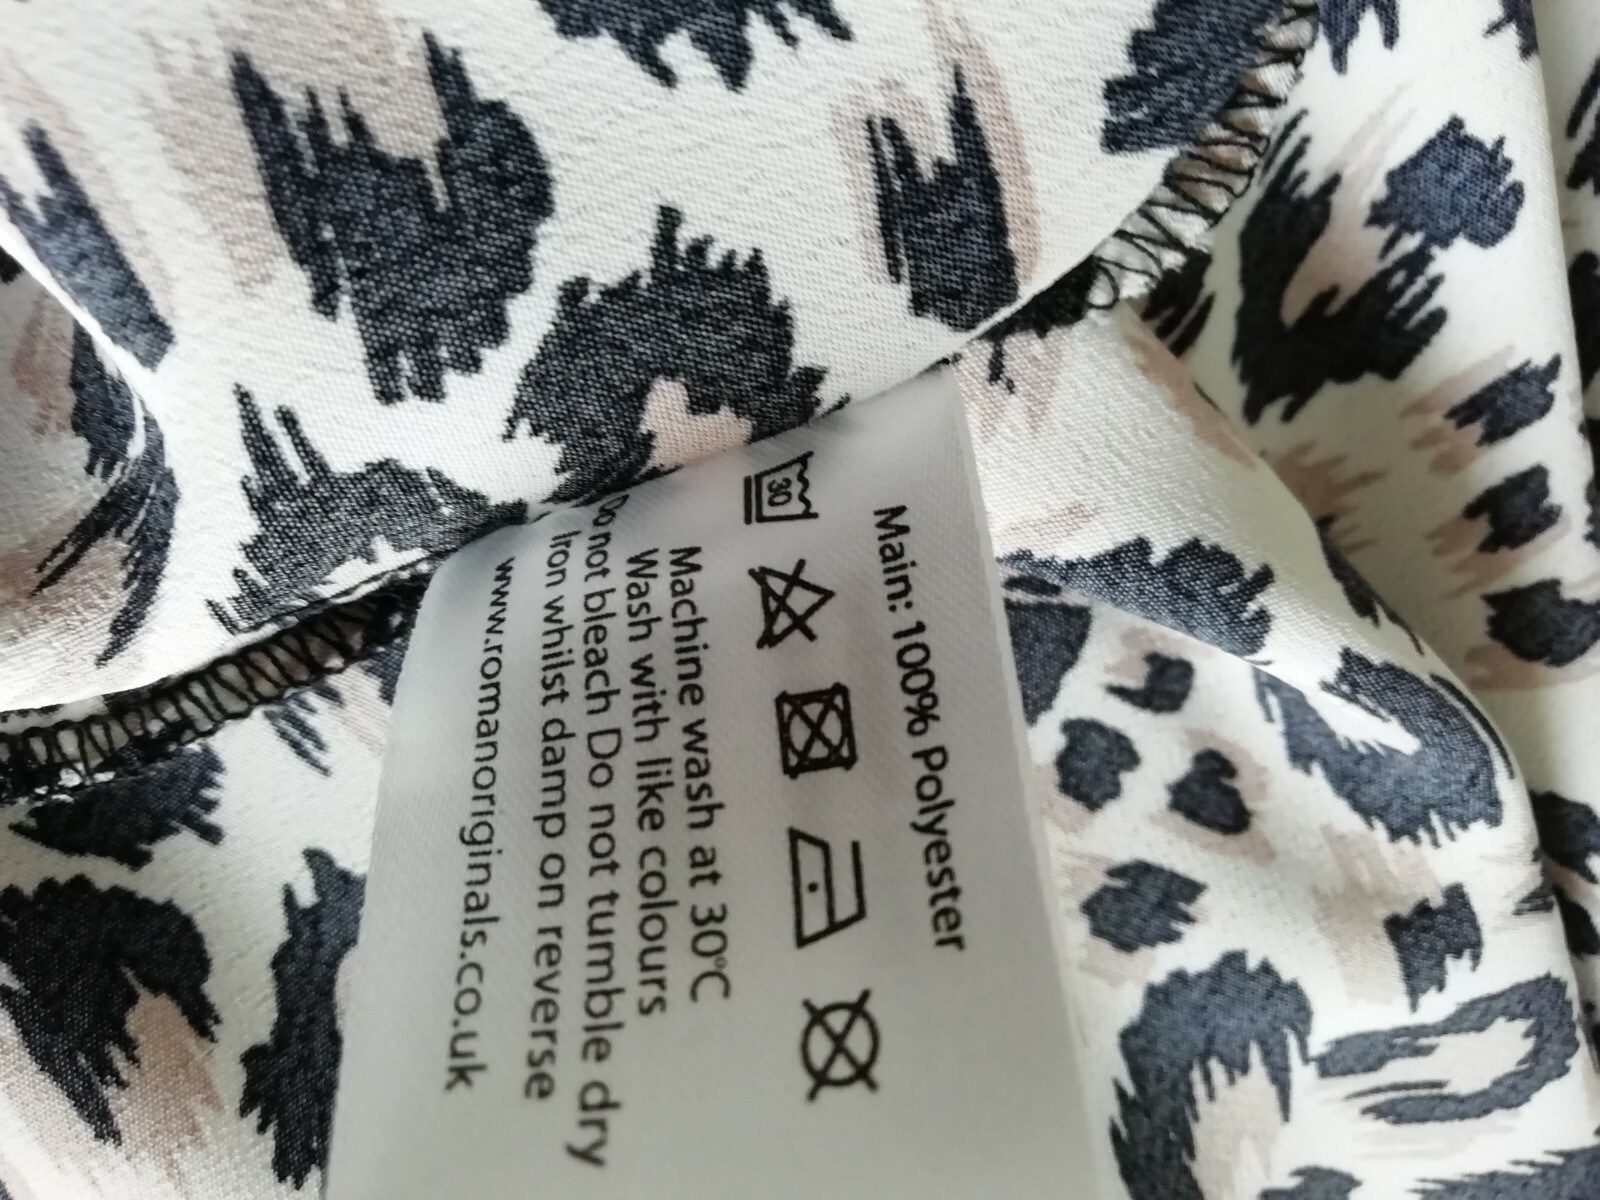 Main: 100% Polyester
30
Machine wash at 30°C
Wash with like colours
Do not bleach Do not tumble dry
Iron whilst damp on reverse
www.romanoriginals.co.uk